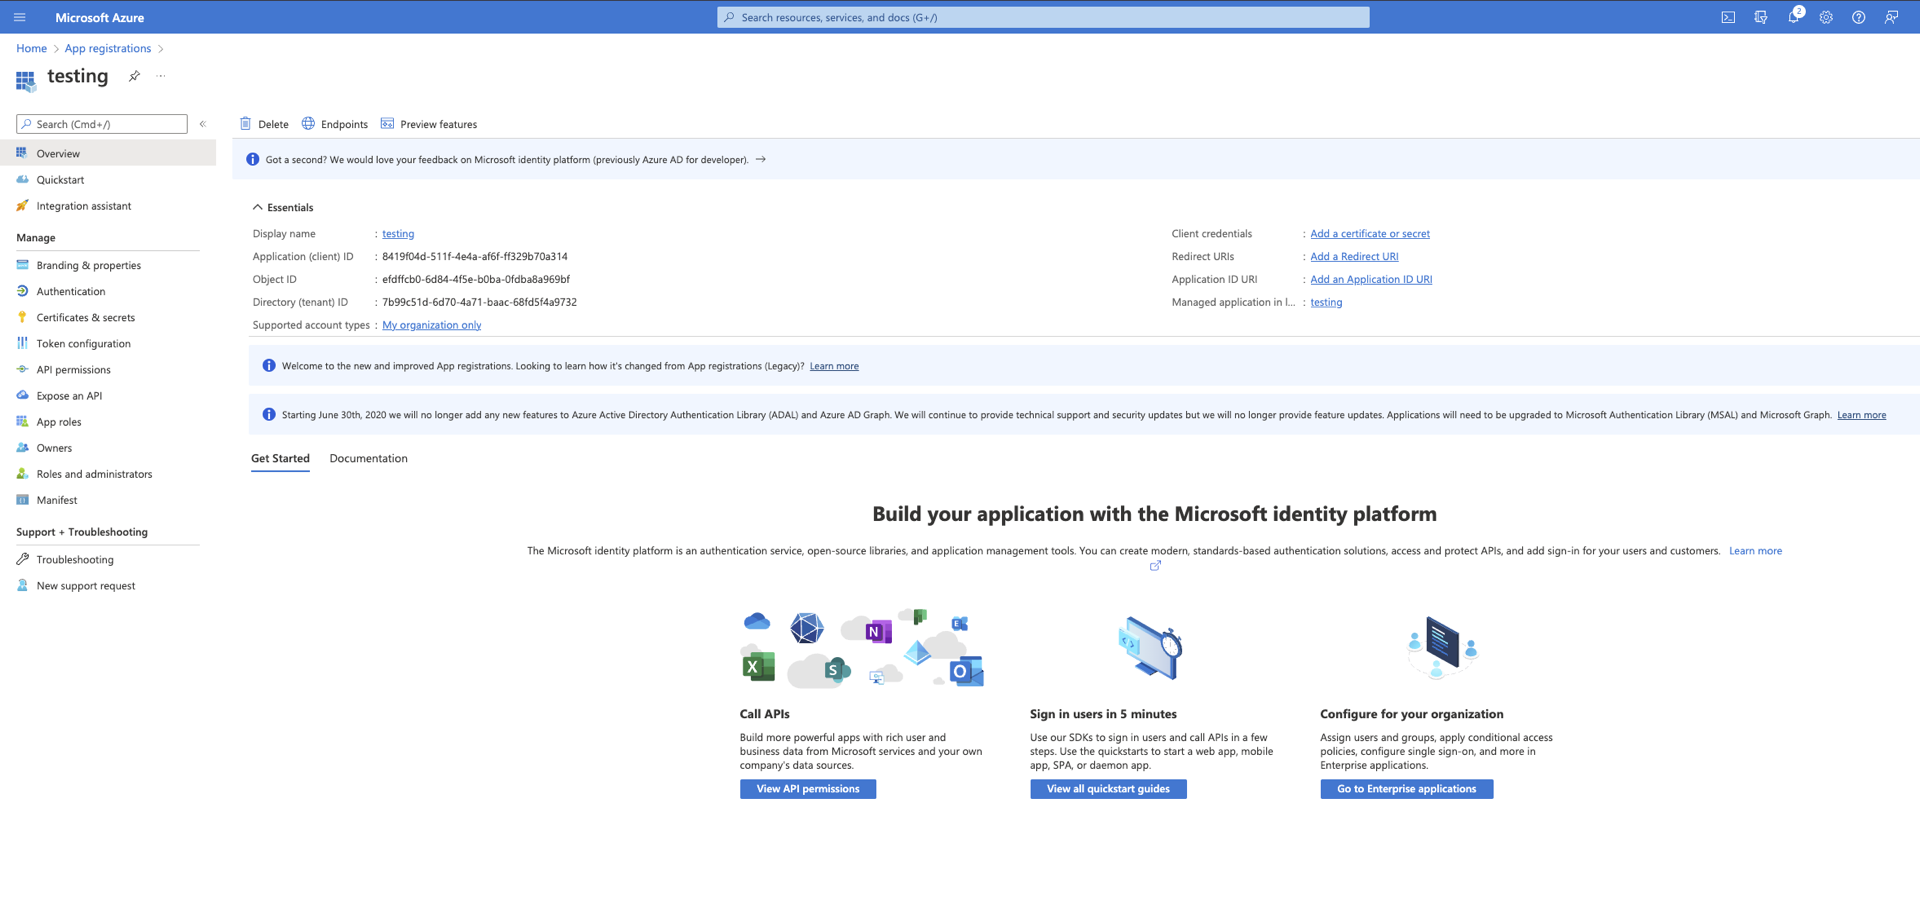 Microsoft Azure
Search resources, services, and docs (G+/)
2
Home > App registrations >
testing
Search (Cmd+/)
Overview
Quickstart
Integration assistant
Manage
Branding & properties
Authentication
Certificates & secrets
Token configuration
API permissions
Expose an API
App roles
Owners
Roles and administrators
Manifest
Support + Troubleshooting
Troubleshooting
New support request
Delete Endpoints Preview features
Got a second? We would love your feedback on Microsoft identity platform (previously Azure AD for developer). →
Essentials
Display name : testing
Application (client) ID : 8419f04d-511f-4e4a-af6f-ff329b70a314
Object ID : efdffcb0-6d84-4f5e-b0ba-0fdba8a969bf
Directory (tenant) ID : 7b99c51d-6d70-4a71-baac-68fd5f4a9732
Supported account types : My organization only
Client credentials : Add a certificate or secret
Redirect URIs : Add a Redirect URI
Application ID URI : Add an Application ID URI
Managed application in l... : testing
Welcome to the new and improved App registrations. Looking to learn how it's changed from App registrations (Legacy)? Learn more
Starting June 30th, 2020 we will no longer add any new features to Azure Active Directory Authentication Library (ADAL) and Azure AD Graph. We will continue to provide technical support and security updates but we will no longer provide feature updates. Applications will need to be upgraded to Microsoft Authentication Library (MSAL) and Microsoft Graph. Learn more
Get Started Documentation
Build your application with the Microsoft identity platform
The Microsoft identity platform is an authentication service, open-source libraries, and application management tools. You can create modern, standards-based authentication solutions, access and protect APIs, and add sign-in for your users and customers. Learn more
N
E
X
S
O
Call APIs
Build more powerful apps with rich user and
business data from Microsoft services and your own
company's data sources.
View API permissions
Sign in users in 5 minutes
Use our SDKs to sign in users and call APIs in a few
steps. Use the quickstarts to start a web app, mobile
app, SPA, or daemon app.
View all quickstart guides
Configure for your organization
Assign users and groups, apply conditional access
policies, configure single sign-on, and more in
Enterprise applications.
Go to Enterprise applications